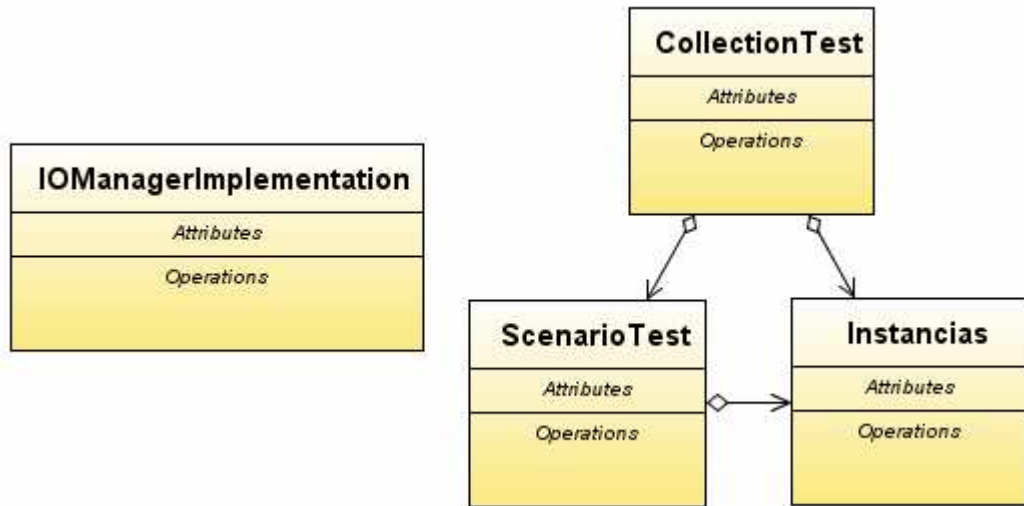 CollectionTest
Attributes
Operations
IOManagerImplementation
Attributes
Operations
ScenarioTest
Attributes
Operations
Instancias
Attributes
Operations